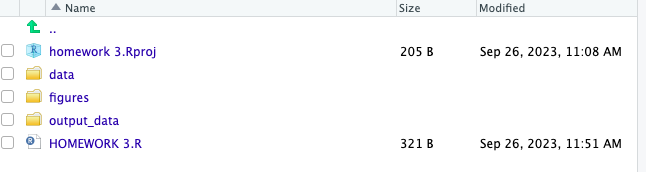 Name Size Modified
..
homework 3.Rproj 205 B Sep 26, 2023, 11:08 AM
data
figures
output_data
HOMEWORK 3.R 321 B Sep 26, 2023, 11:51 AM